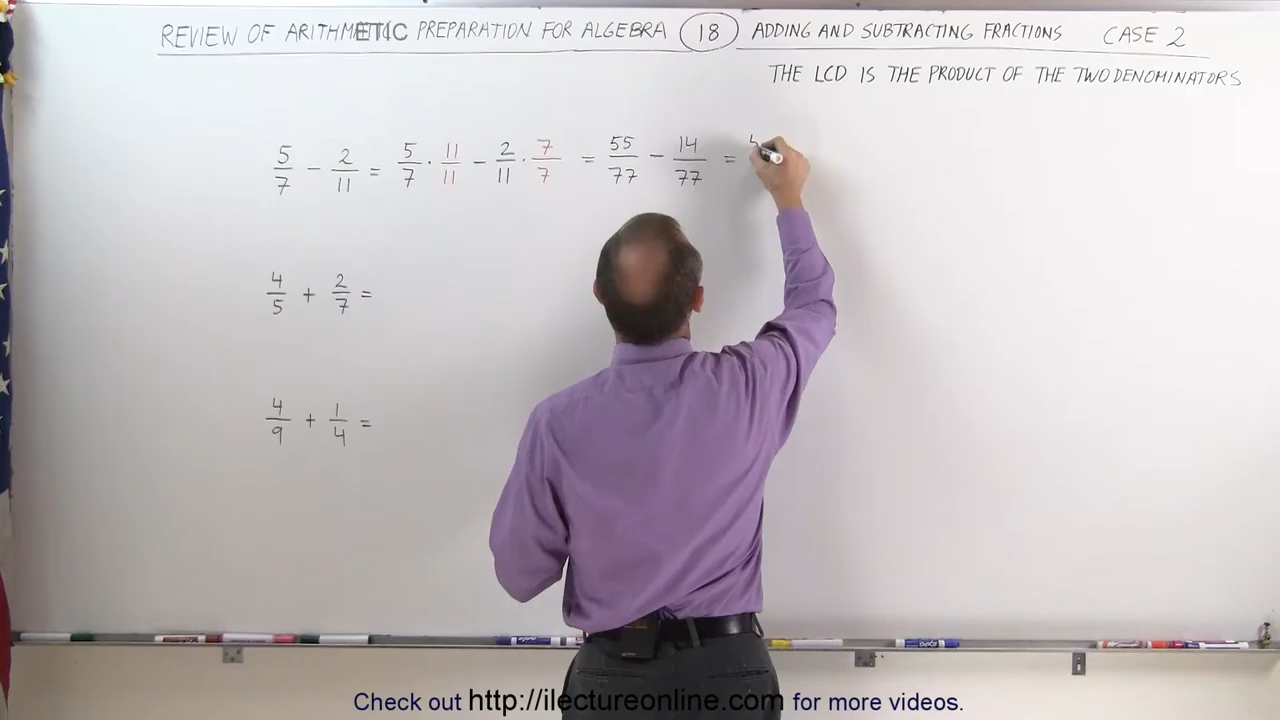 REVIEW OF ARITHMETIC PREPARATION FOR ALGEBRA 18 ADDING AND SUBTRACTING FRACTIONS CASE 2
THE LCD IS THE PRODUCT OF THE TWO DENOMINATORS
5/7 - 2/11 = 5/7 · 11/11 - 2/11 · 7/7 = 55/77 - 14/77 = 4
4/5 + 2/7 =
4/9 + 1/4 =
Check out http://ilectureonline.com for more videos.